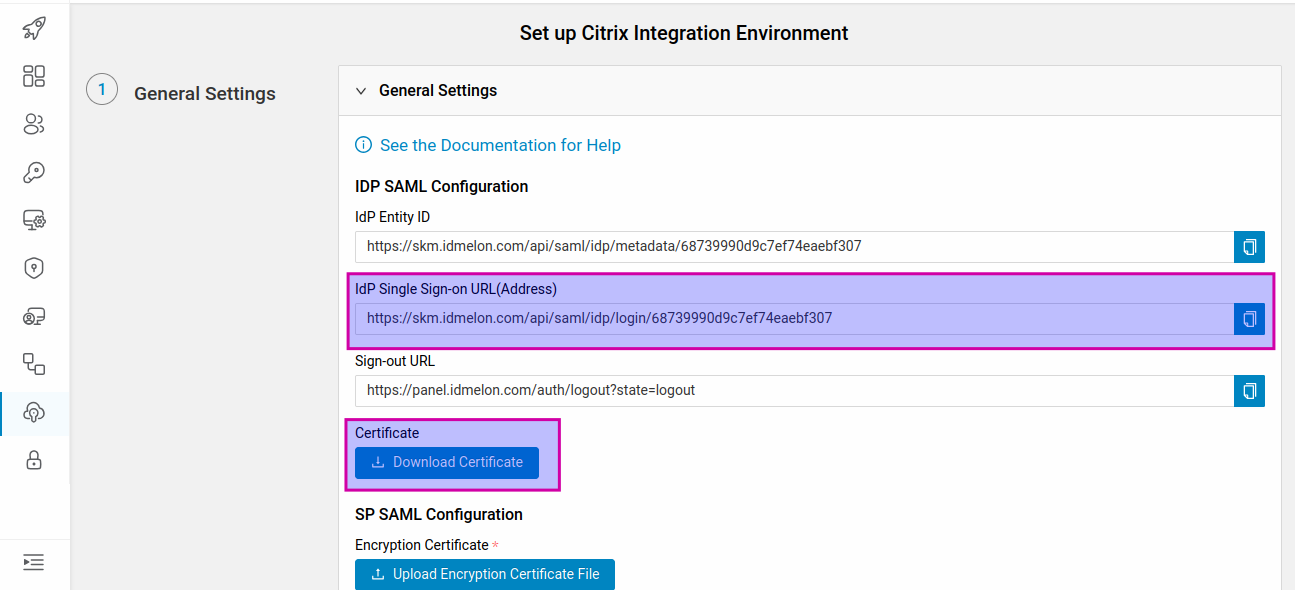 Set up Citrix Integration Environment
1
General Settings
General Settings
See the Documentation for Help
IDP SAML Configuration
IdP Entity ID
https://skm.idmelon.com/api/saml/idp/metadata/68739990d9c7ef74eaebf307
IdP Single Sign-on URL(Address)
https://skm.idmelon.com/api/saml/idp/login/68739990d9c7ef74eaebf307
Sign-out URL
https://panel.idmelon.com/auth/logout?state=logout
Certificate
Download Certificate
SP SAML Configuration
Encryption Certificate *
Upload Encryption Certificate File